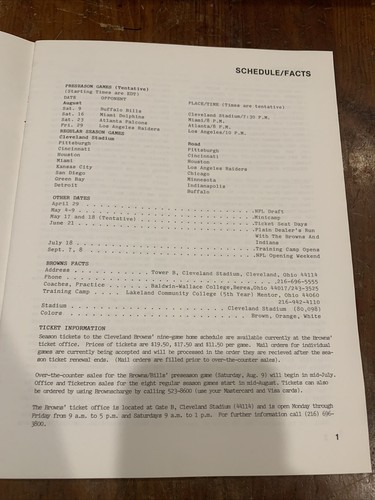 SCHEDULE/FACTS
PRESEASON GAMES (Tentative)
(Starting Times are EDT)
DATE OPPONENT PLACE/TIME (Times are tentative)
August
Sat. 9 Buffalo Bills Cleveland Stadium/7:30 P.M.
Sat. 16 Miami Dolphins Miami/8 P.M.
Sat. 23 Atlanta Falcons Atlanta/8 P.M.
Fri. 29 Los Angeles Raiders Los Angeles/10 P.M.
REGULAR SEASON GAMES
Cleveland Stadium Road
Pittsburgh Pittsburgh
Cincinnati Cincinnati
Houston Houston
Miami Los Angeles Raiders
Kansas City Chicago
San Diego Minnesota
Green Bay Indianapolis
Detroit Buffalo
OTHER DATES
April 29 . . . NFL Draft
May 4-9 . . . Minicamp
May 17 and 18 (Tentative) . . . Ticket Seat Days
June 21 . . . Plain Dealer's Run
With The Browns And
Indians
July 18 . . . Training Camp Opens
Sept. 7, 8 . . . NFL Opening Weekend
BROWNS FACTS
Address . . . Tower B, Cleveland Stadium, Cleveland, Ohio 44114
Phone . . . 216-696-5555
Coaches, Practice . . . Baldwin-Wallace College,Berea,Ohio 44017/243-3525
Training Camp . . . Lakeland Community College (5th Year) Mentor, Ohio 44060
216-942-4110
Stadium . . . Cleveland Stadium (80,098)
Colors . . . Brown, Orange, White
TICKET INFORMATION
Season tickets to the Cleveland Browns' nine-game home schedule are available currently at the Browns'
ticket office. Prices of tickets are $19.50, $17.50 and $11.50 per game. Mail orders for individual
games are currently being accepted and will be processed in the order they are recieved after the sea-
son ticket renewal ends. (Mail orders are filled prior to over-the-counter sales).
Over-the-counter sales for the Browns/Bills' preseason game (Saturday, Aug. 9) will begin in mid-July.
Office and Ticketron sales for the eight regular season games start in mid-August. Tickets can also
be ordered by using Brownscharge by calling 523-8600 (use your Mastercard and Visa cards).
The Browns' ticket office is located at Gate B, Cleveland Stadium (44114) and is open Monday through
Friday from 9 a.m. to 5 p.m. and Saturdays 9 a.m. to 1 p.m. For further information call (216) 696-
3800.
1